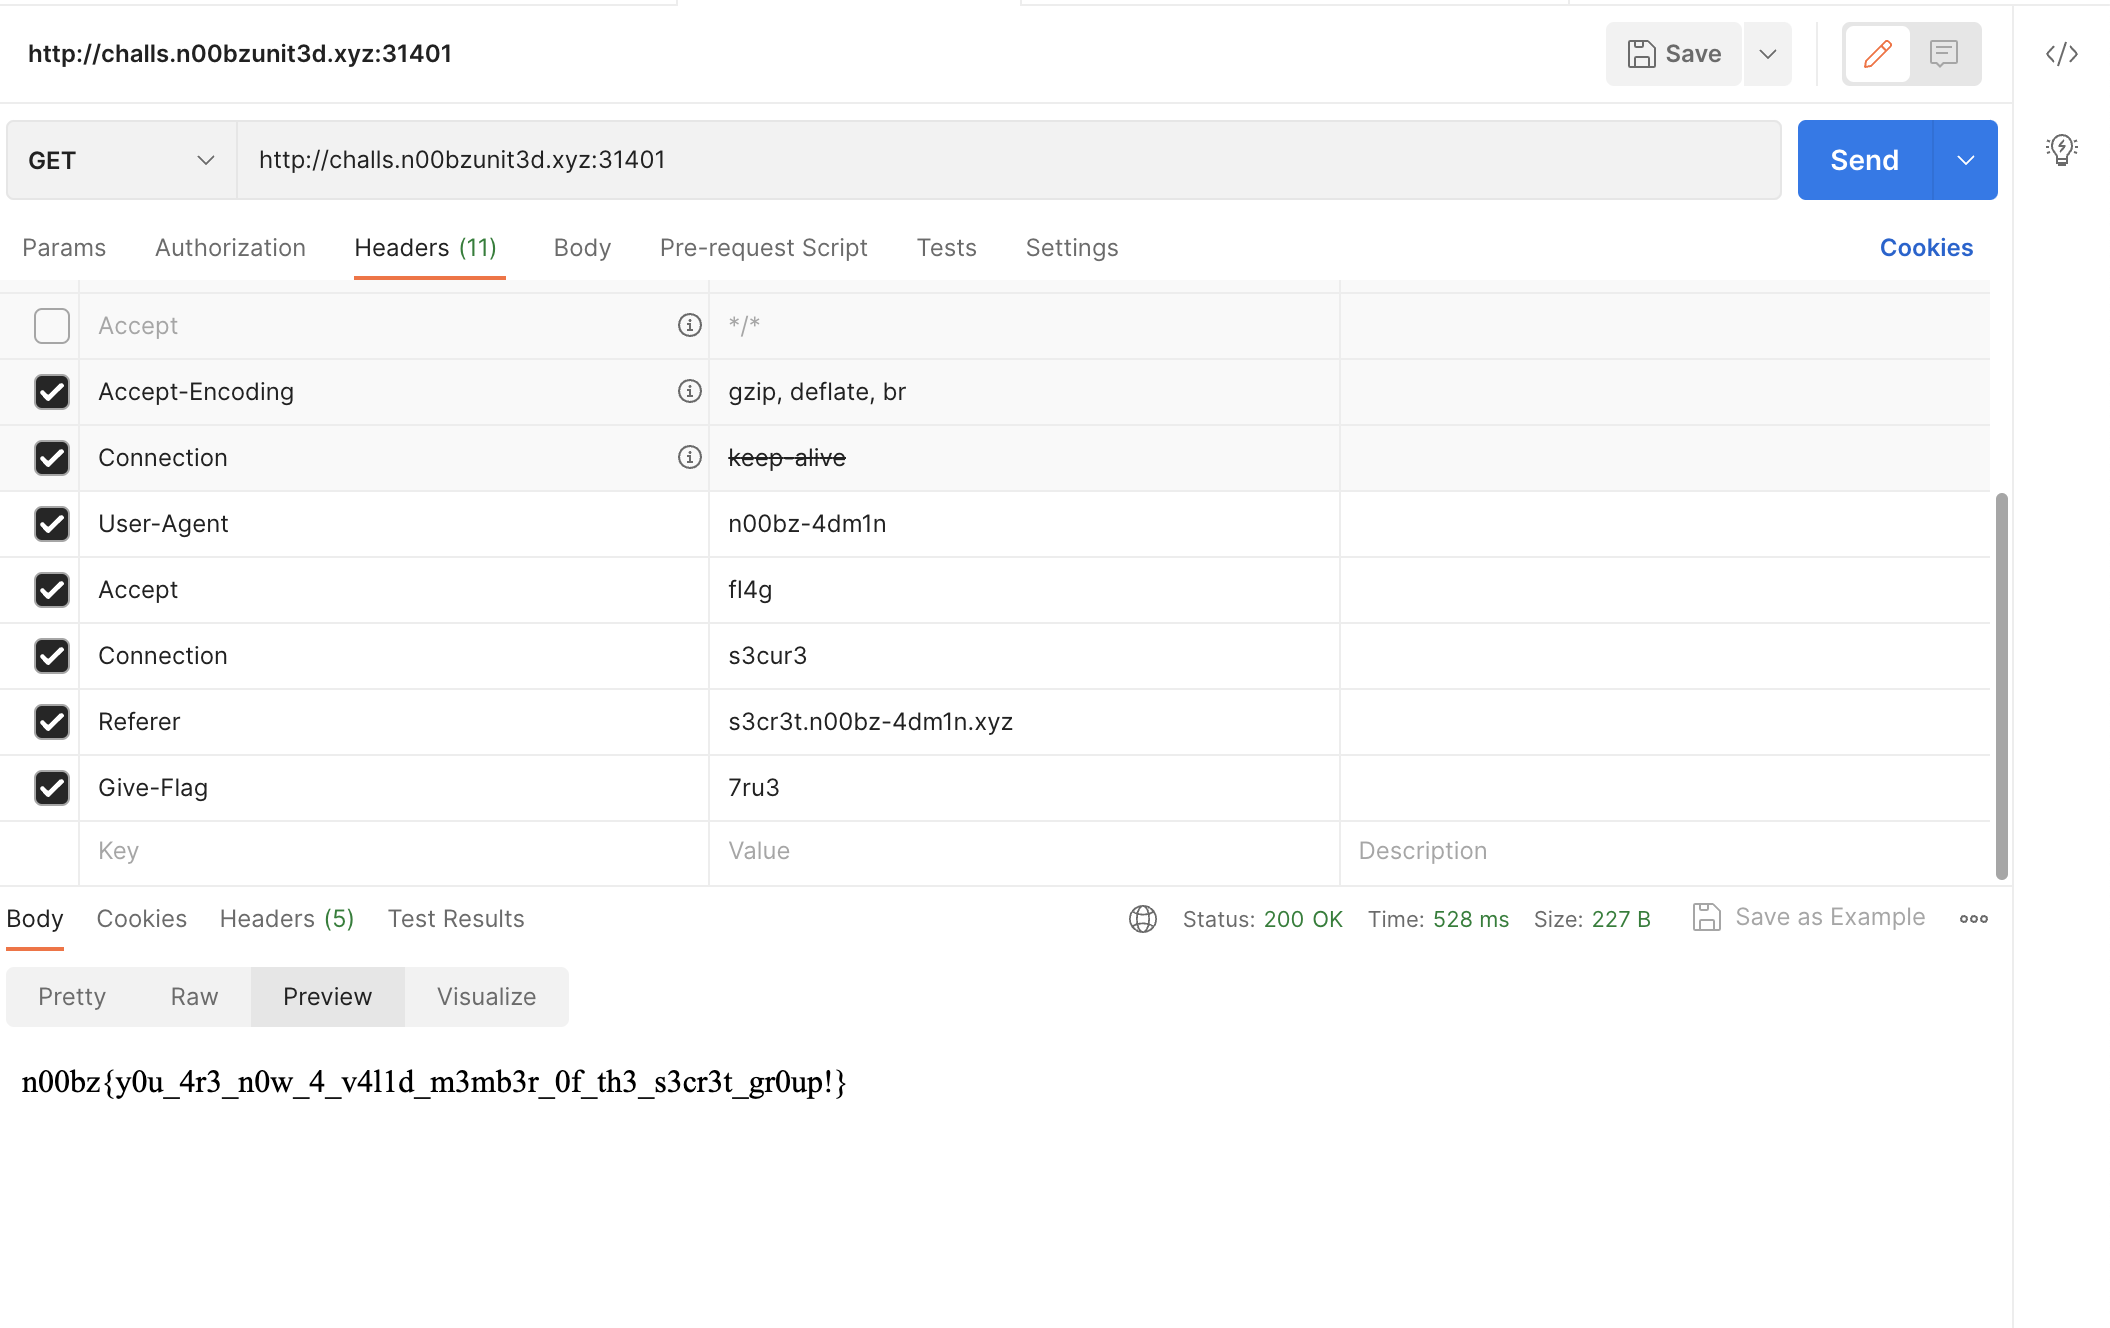 http://challs.n00bzunit3d.xyz:31401
Save
GET
http://challs.n00bzunit3d.xyz:31401
Send
Params Authorization Headers (11) Body Pre-request Script Tests Settings Cookies
Accept */*
Accept-Encoding gzip, deflate, br
Connection keep-alive
User-Agent n00bz-4dm1n
Accept fl4g
Connection s3cur3
Referer s3cr3t.n00bz-4dm1n.xyz
Give-Flag 7ru3
Key Value Description
Body Cookies Headers (5) Test Results Status: 200 OK Time: 528 ms Size: 227 B Save as Example
Pretty Raw Preview Visualize
n00bz{y0u_4r3_n0w_4_v4l1d_m3mb3r_0f_th3_s3cr3t_gr0up!}